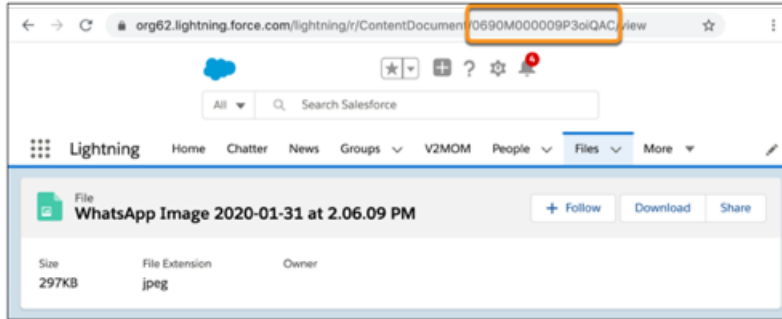 org62.lightning.force.com/lightning/r/ContentDocument/0690M000009P3oiQAC/view
4
All
Search Salesforce
Lightning Home Chatter News Groups V2MOM People Files More
File
WhatsApp Image 2020-01-31 at 2.06.09 PM
+ Follow Download Share
Size File Extension Owner
297KB jpeg